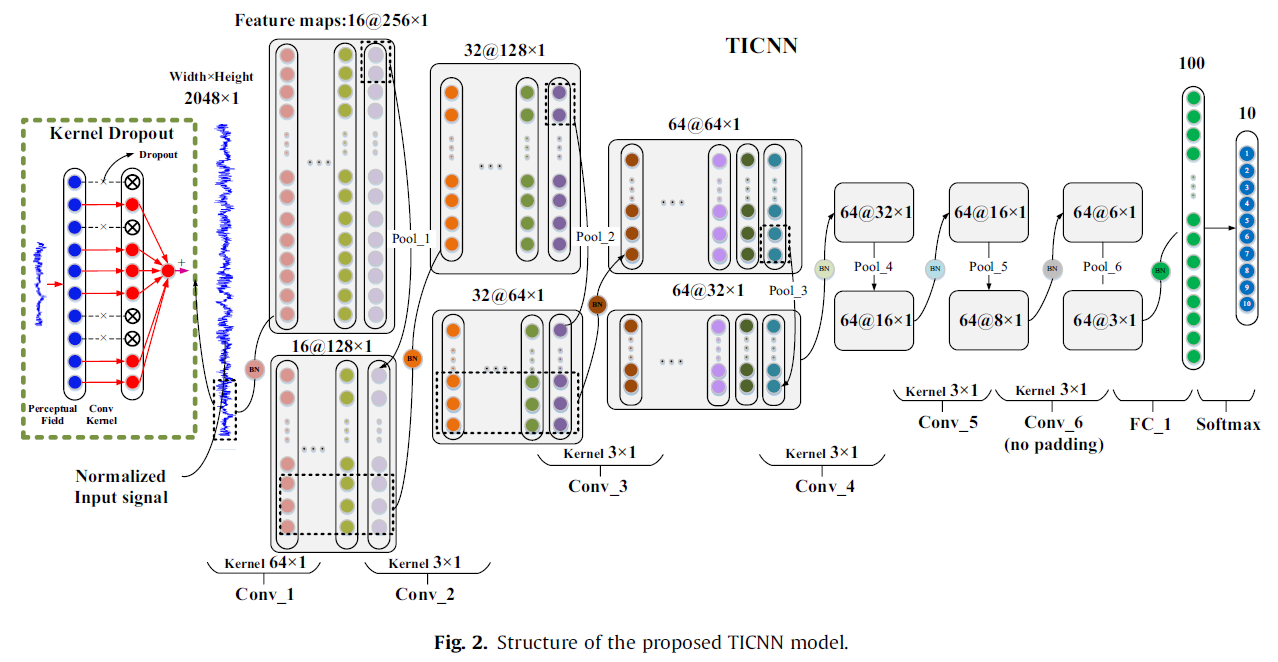 Feature maps:16@256×1
TICNN
32@128×1
Width×Height
2048×1
100
10
64@64×1
Kernel Dropout
Dropout
+
Pool_1
Pool_2
Pool_3
64@32×1
64@16×1
64@6×1
Pool_4
Pool_5
Pool_6
64@16×1
64@8×1
64@3×1
32@64×1
64@32×1
16@128×1
BN
BN
BN
BN
BN
BN
BN
1
2
3
4
5
6
7
8
9
10
Perceptual
Field
Conv
Kernel
Normalized
Input signal
Kernel 64×1
Conv_1
Kernel 3×1
Conv_2
Kernel 3×1
Conv_3
Kernel 3×1
Conv_4
Kernel 3×1
Conv_5
Kernel 3×1
Conv_6
(no padding)
FC_1
Softmax
Fig. 2. Structure of the proposed TICNN model.